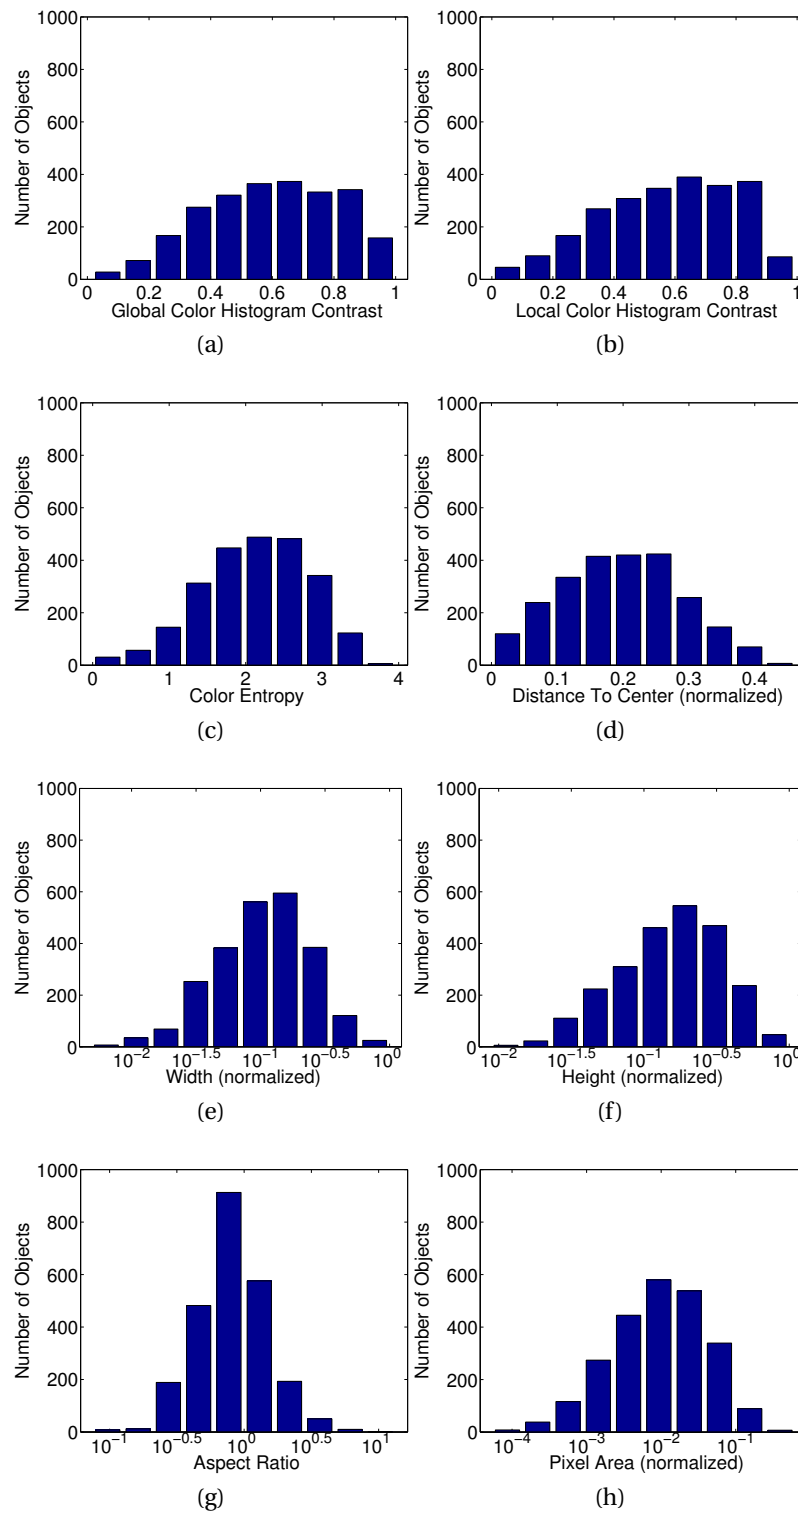 1000
800
600
400
200
0
Number of Objects
0 0.2 0.4 0.6 0.8 1
Global Color Histogram Contrast
(a)
1000
800
600
400
200
0
Number of Objects
0 0.2 0.4 0.6 0.8 1
Local Color Histogram Contrast
(b)
1000
800
600
400
200
0
Number of Objects
0 1 2 3 4
Color Entropy
(c)
1000
800
600
400
200
0
Number of Objects
0 0.1 0.2 0.3 0.4
Distance To Center (normalized)
(d)
1000
800
600
400
200
0
Number of Objects
10⁻² 10⁻¹·⁵ 10⁻¹ 10⁻⁰·⁵ 10⁰
Width (normalized)
(e)
1000
800
600
400
200
0
Number of Objects
10⁻² 10⁻¹·⁵ 10⁻¹ 10⁻⁰·⁵ 10⁰
Height (normalized)
(f)
1000
800
600
400
200
0
Number of Objects
10⁻¹ 10⁻⁰·⁵ 10⁰ 10⁰·⁵ 10¹
Aspect Ratio
(g)
1000
800
600
400
200
0
Number of Objects
10⁻⁴ 10⁻³ 10⁻² 10⁻¹
Pixel Area (normalized)
(h)